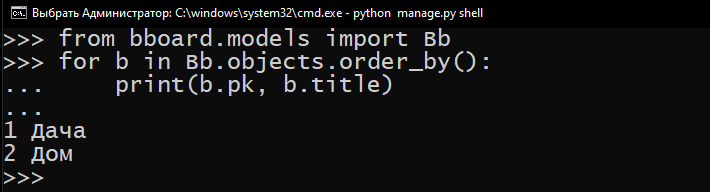 Выбрать Администратор: C:\windows\system32\cmd.exe - python  manage.py shell
>>> from bboard.models import Bb
>>> for b in Bb.objects.order_by():
...     print(b.pk, b.title)
...
1 Дача
2 Дом
>>>